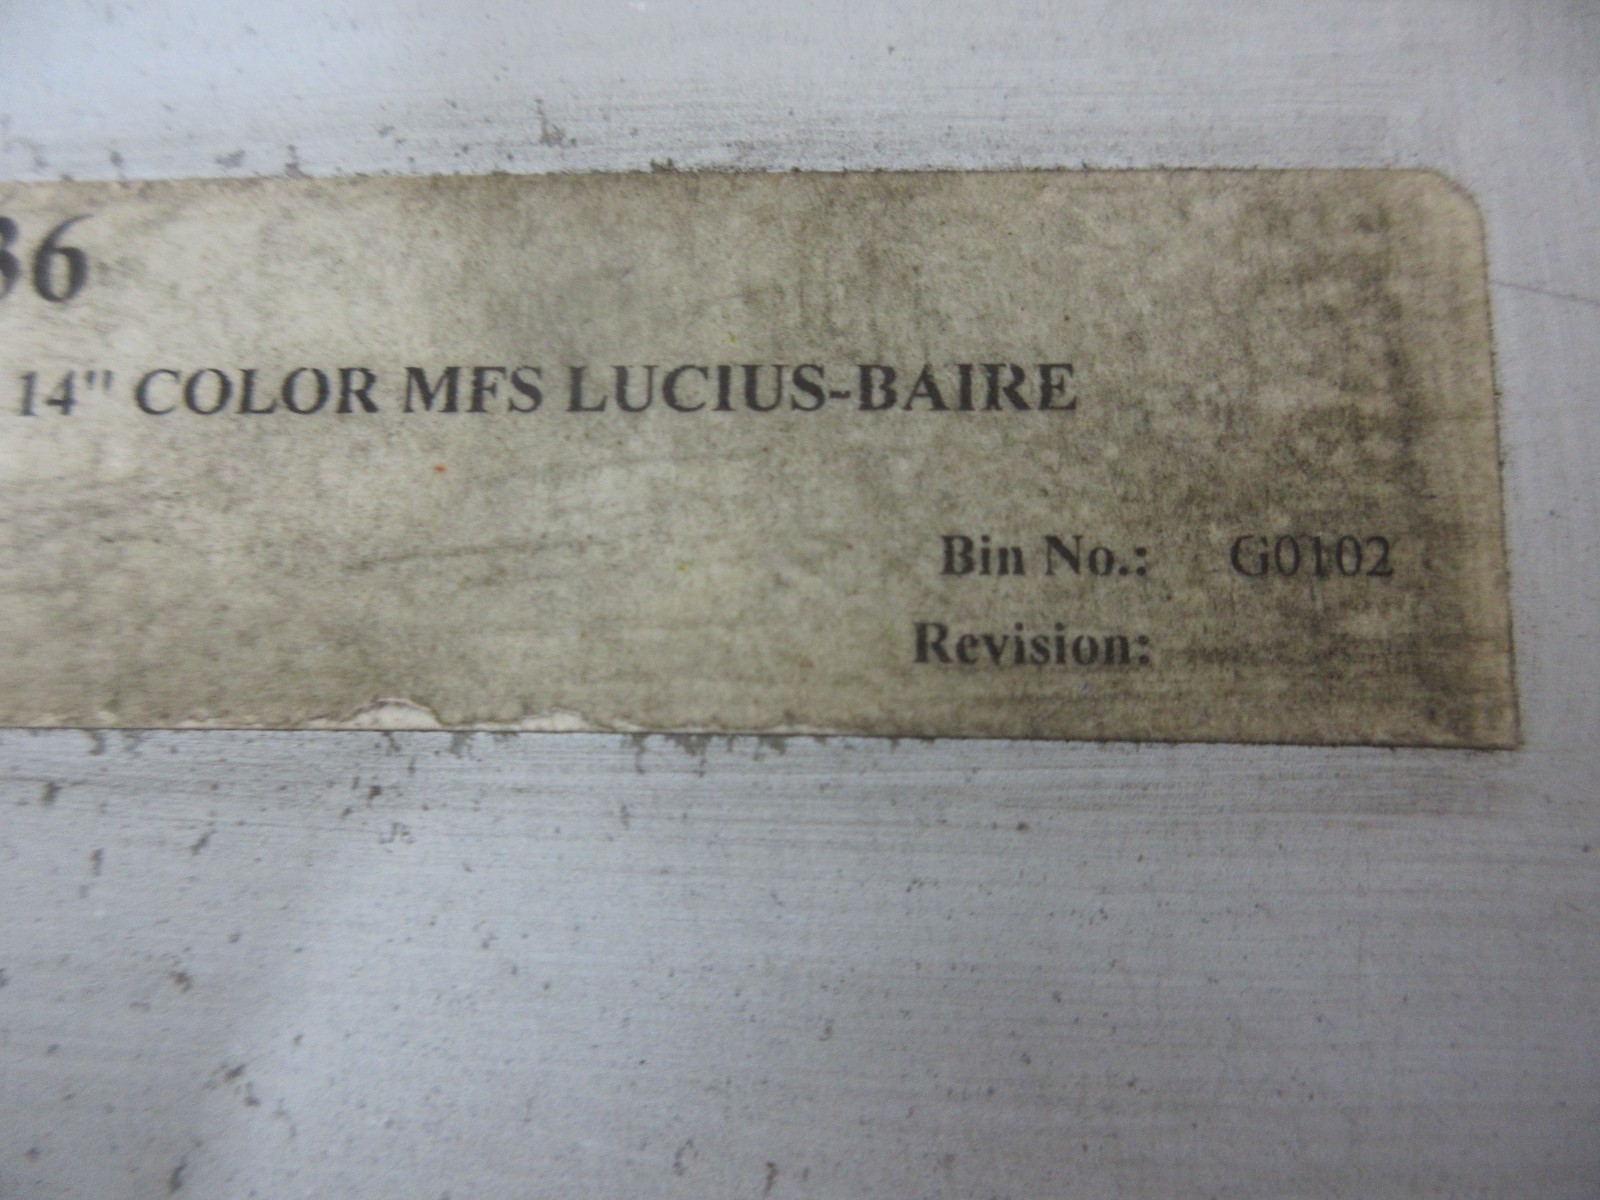 36
14" COLOR MFS LUCIUS-BAIRE
Bin No.: G0102
Revision: